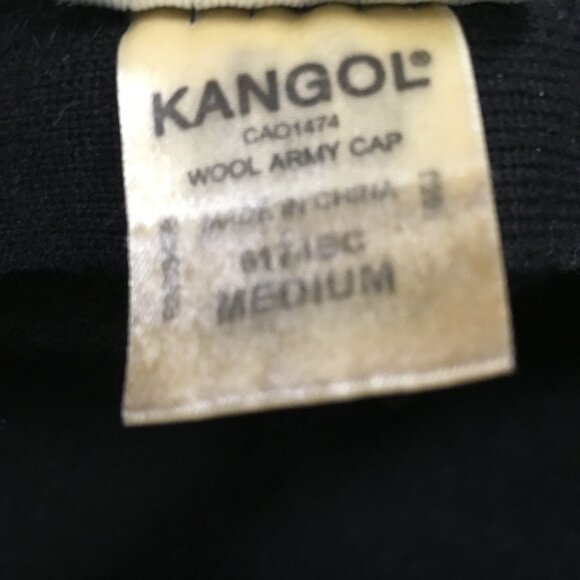 KANGOL®
CAO1474
WOOL ARMY CAP
MADE IN CHINA
MEDIUM